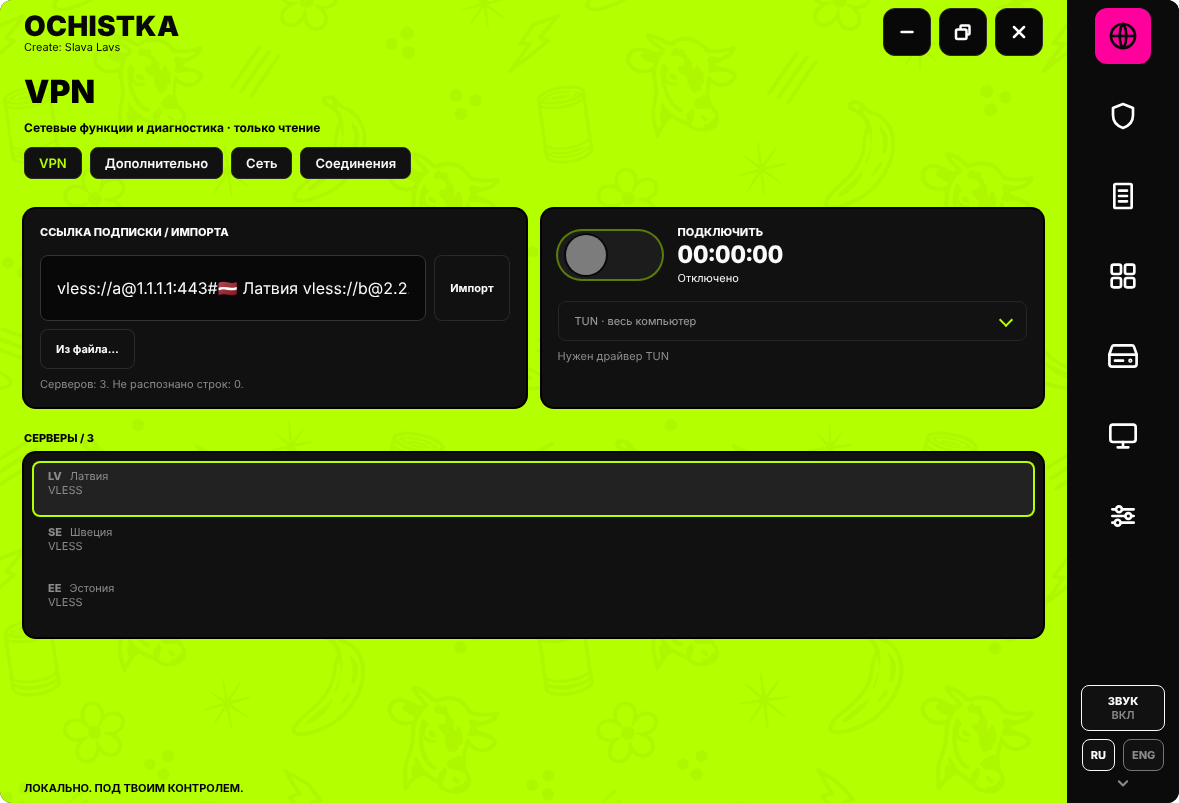 OCHISTKA
Create: Slava Lavs
VPN
Сетевые функции и диагностика · только чтение
VPN
Дополнительно
Сеть
Соединения
ССЫЛКА ПОДПИСКИ / ИМПОРТА
vless://a@1.1.1.1:443#🇱🇻 Латвия vless://b@2.2.
Импорт
Из файла...
Серверов: 3. Не распознано строк: 0.
ПОДКЛЮЧИТЬ
00:00:00
Отключено
TUN · весь компьютер
Нужен драйвер TUN
СЕРВЕРЫ / 3
LV Латвия
VLESS
SE Швеция
VLESS
EE Эстония
VLESS
ЛОКАЛЬНО. ПОД ТВОИМ КОНТРОЛЕМ.
ЗВУК
ВКЛ
RU
ENG